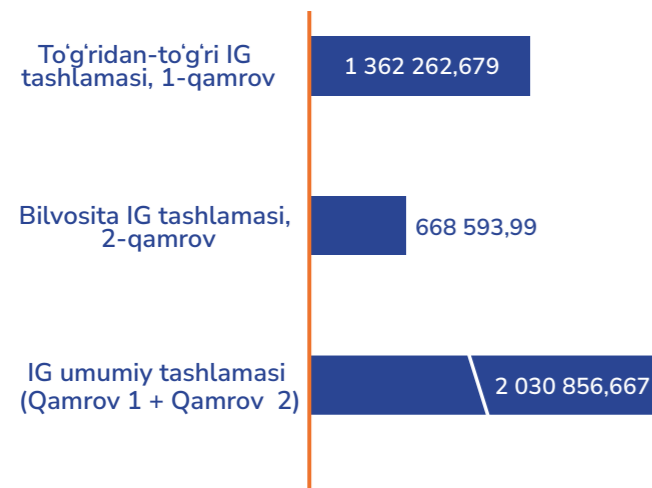 To‘g‘ridan-to‘g‘ri IG
tashlamasi, 1-qamrov
1 362 262,679
Bilvosita IG tashlamasi,
2-qamrov
668 593,99
IG umumiy tashlamasi
(Qamrov 1 + Qamrov 2)
2 030 856,667